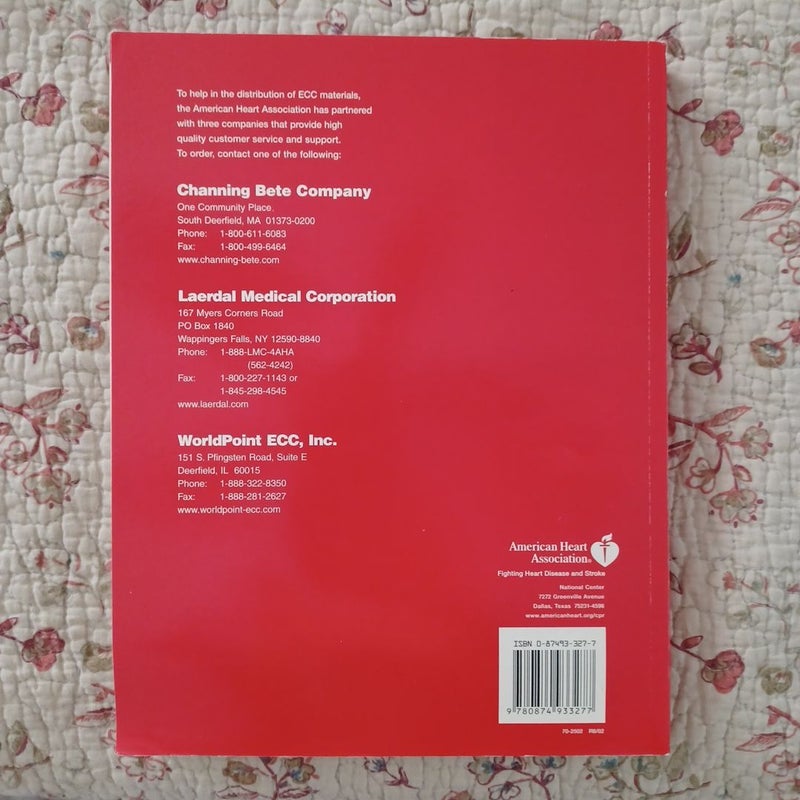 To help in the distribution of ECC materials,
the American Heart Association has partnered
with three companies that provide high
quality customer service and support.
To order, contact one of the following:
Channing Bete Company
One Community Place
South Deerfield, MA 01373-0200
Phone: 1-800-611-6083
Fax: 1-800-499-6464
www.channing-bete.com
Laerdal Medical Corporation
167 Myers Corners Road
PO Box 1840
Wappingers Falls, NY 12590-8840
Phone: 1-888-LMC-4AHA
(562-4242)
Fax: 1-800-227-1143 or
1-845-298-4545
www.laerdal.com
WorldPoint ECC, Inc.
151 S. Pfingsten Road, Suite E
Deerfield, IL 60015
Phone: 1-888-322-8350
Fax: 1-888-281-2627
www.worldpoint-ecc.com
American Heart
Association®
Fighting Heart Disease and Stroke
National Center
7272 Greenville Avenue
Dallas, Texas 75231-4596
www.americanheart.org/cpr
ISBN 0-87493-327-7
9 780874 933277
70-2502 R6/02